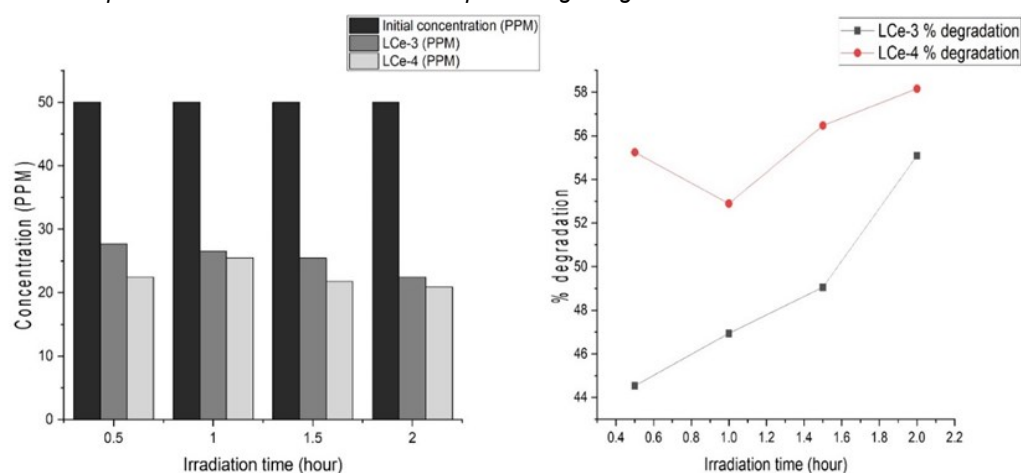 Initial concentration (PPM)
LCe-3 (PPM)
LCe-4 (PPM)
50
40
30
20
10
0
Concentration (PPM)
0.5 1 1.5 2
Irradiation time (hour)
LCe-3 % degradation
LCe-4 % degradation
58
56
54
52
50
48
46
44
% degradation
0.4 0.6 0.8 1.0 1.2 1.4 1.6 1.8 2.0 2.2
Irradiation time (hour)